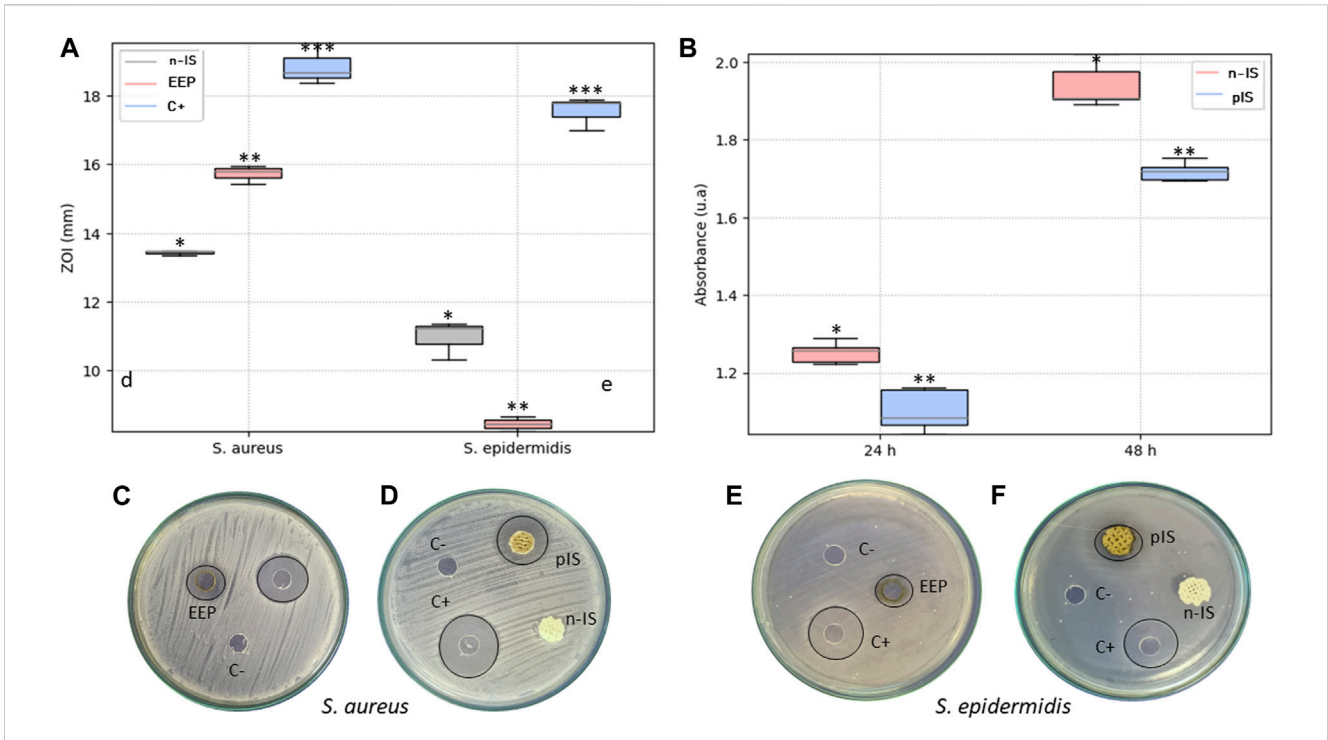 A
***
n-IS
EEP
C+
18
***
16
**
ZOI (mm)
14
*
12
*
10
d
e
**
S. aureus
S. epidermidis
B
2.0
*
n-IS
pIS
1.8
**
Absorbance (u.a)
1.6
1.4
*
1.2
**
24 h
48 h
C
EEP
C-
D
C-
pIS
C+
n-IS
S. aureus
E
C-
EEP
C+
F
pIS
C-
n-IS
C+
S. epidermidis